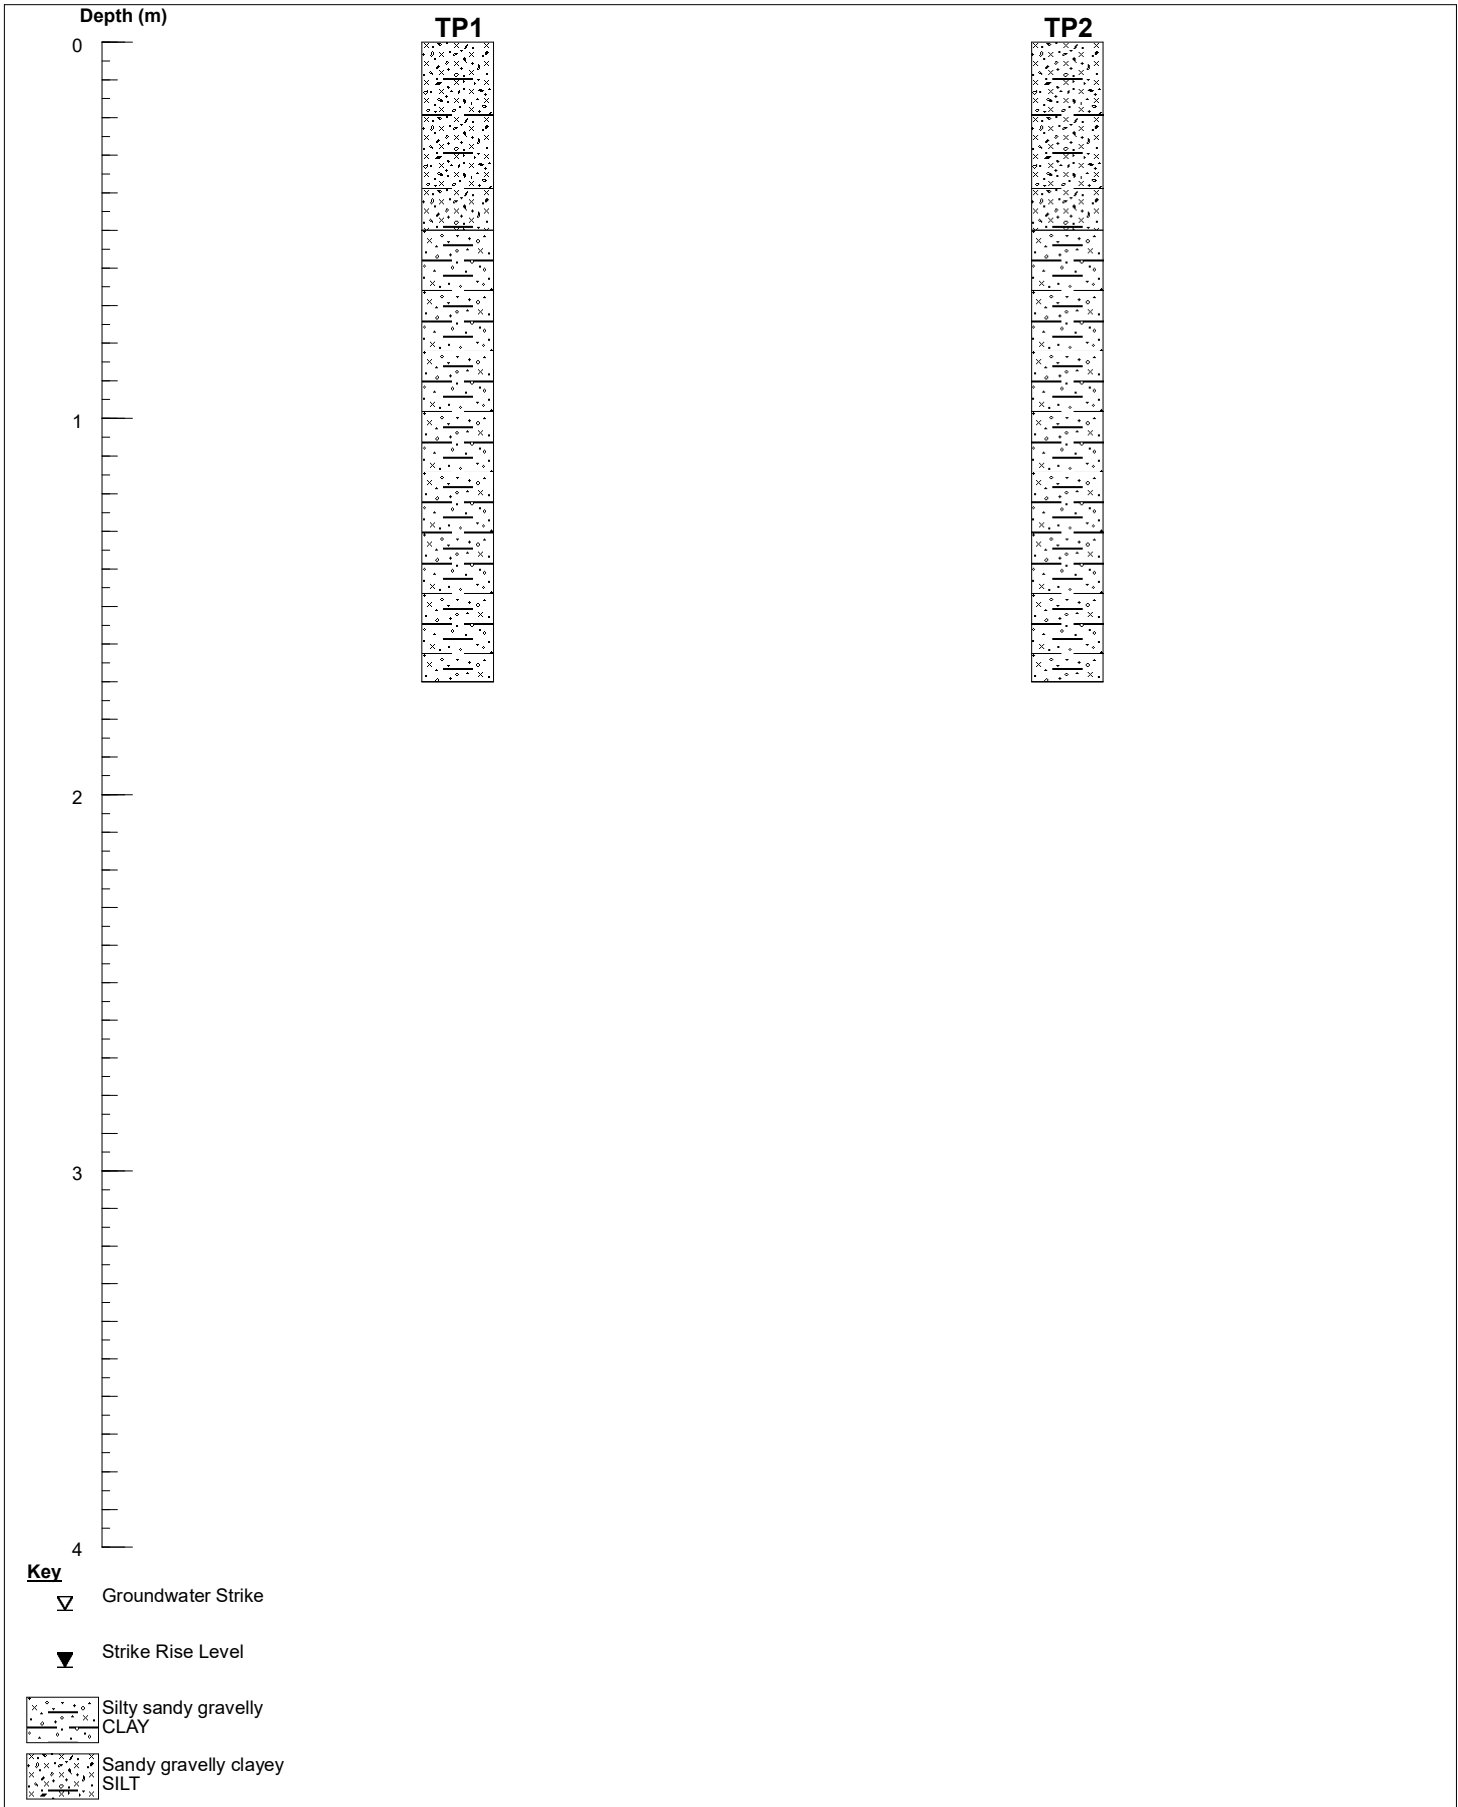 Depth (m)
TP1
TP2
0
1
2
3
4
Key
Groundwater Strike
Strike Rise Level
Silty sandy gravelly
CLAY
Sandy gravelly clayey
SILT